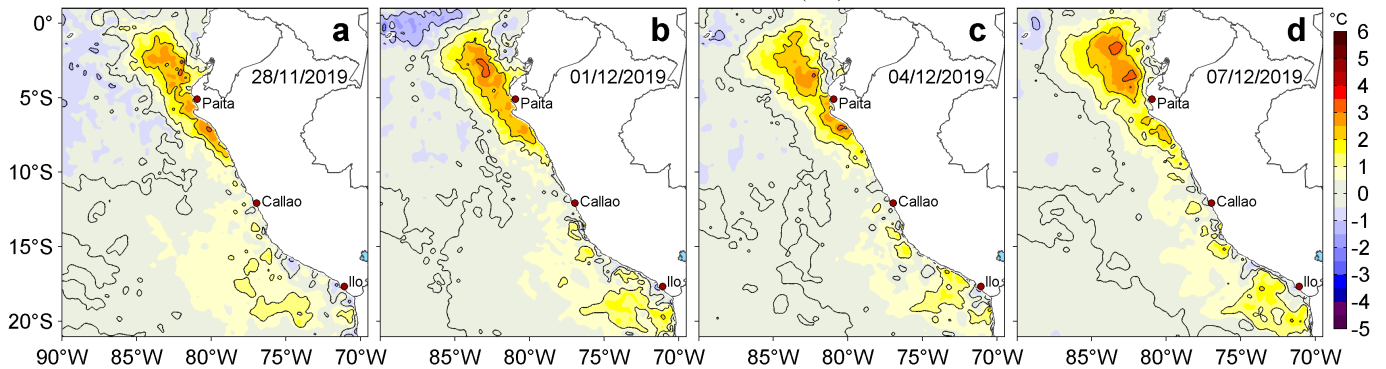 a b c d
°C
0°
5°S
10°S
15°S
20°S
28/11/2019 01/12/2019 04/12/2019 07/12/2019
Paita Paita Paita Paita
Callao Callao Callao Callao
Ilo Ilo Ilo Ilo
90°W 85°W 80°W 75°W 70°W 85°W 80°W 75°W 70°W 85°W 80°W 75°W 70°W 85°W 80°W 75°W 70°W
6
5
4
3
2
1
0
-1
-2
-3
-4
-5